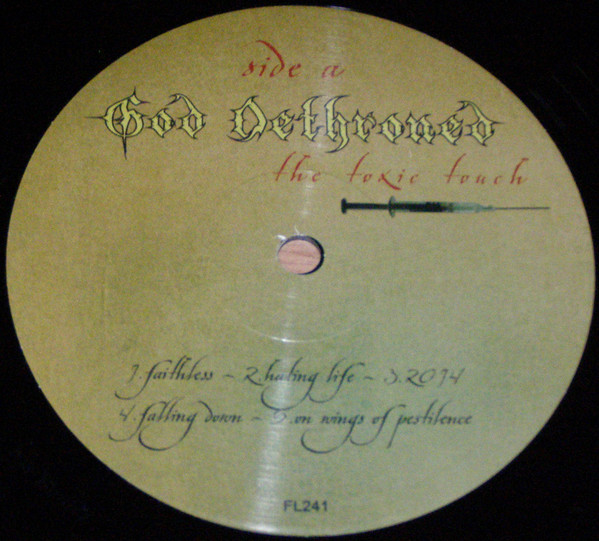 side a
God Dethroned
the toxic touch
1.faithless ~ 2.hating life ~ 3.2014
4.falling down ~ 5.on wings of pestilence
FL241